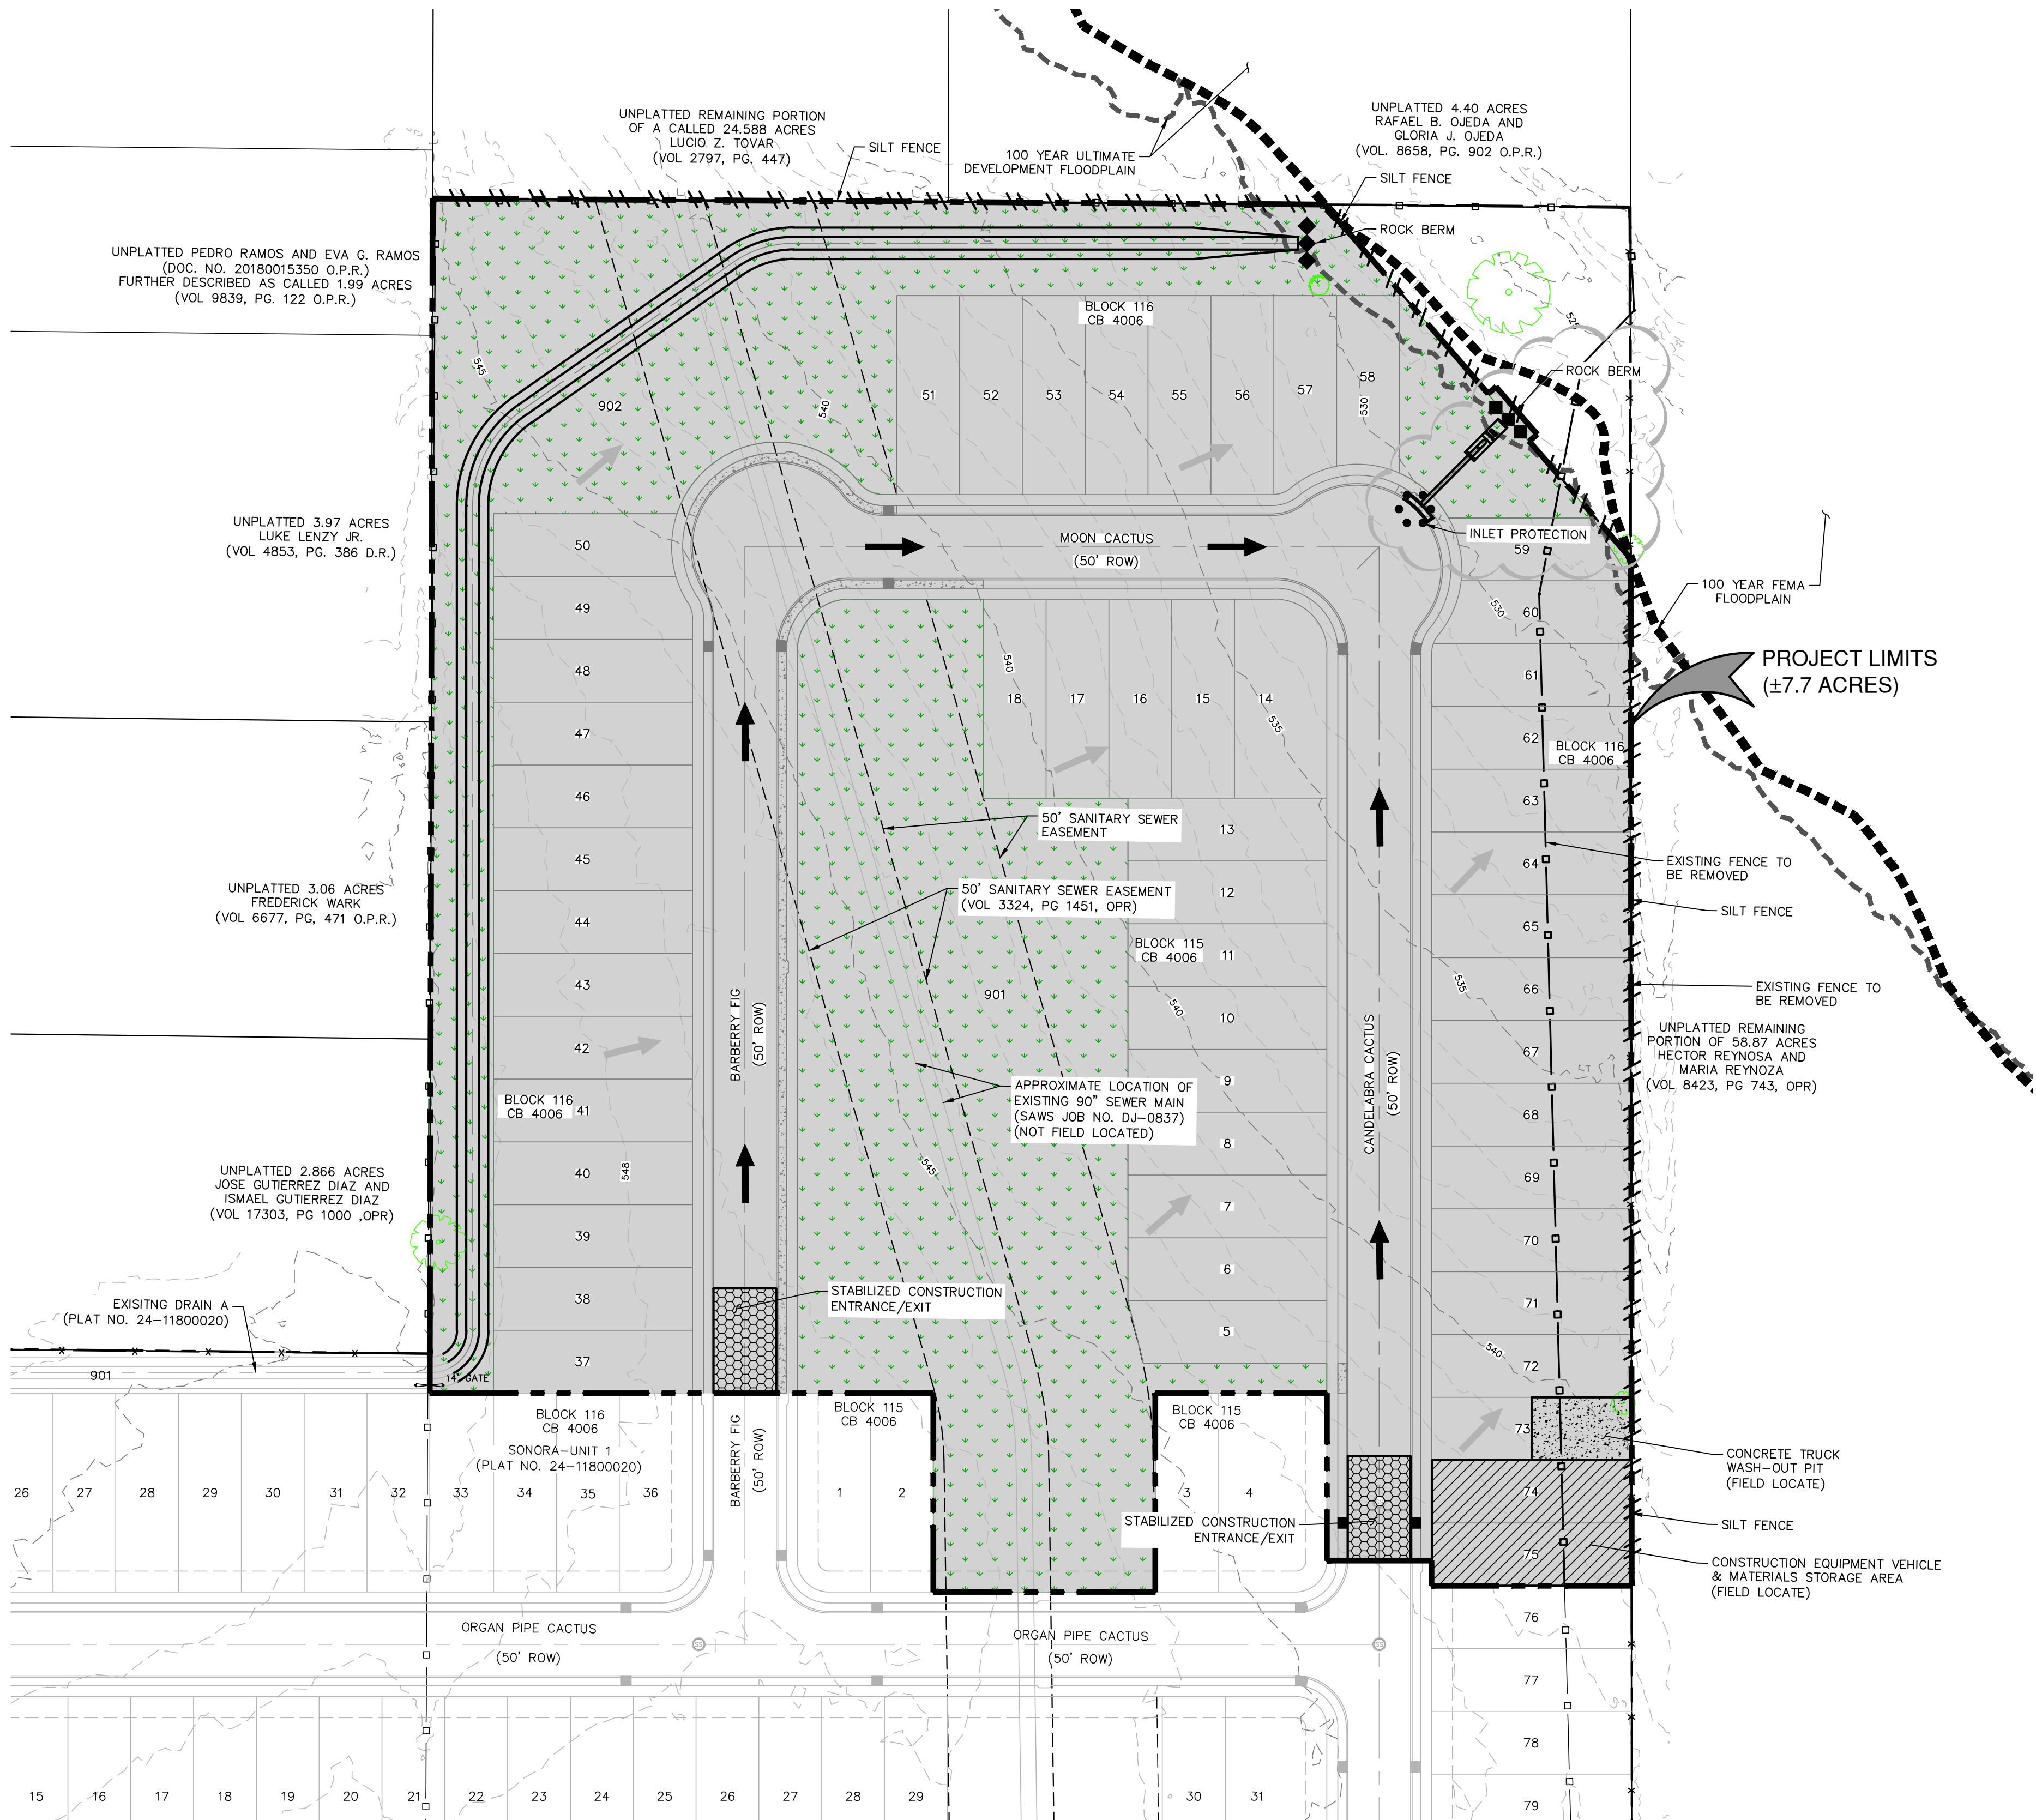 UNPLATTED REMAINING PORTION
OF A CALLED 24.588 ACRES
LUCIO Z. TOVAR
(VOL 2797, PG. 447)
SILT FENCE
100 YEAR ULTIMATE
DEVELOPMENT FLOODPLAIN
UNPLATTED 4.40 ACRES
RAFAEL B. OJEDA AND
GLORIA J. OJEDA
(VOL. 8658, PG. 902 O.P.R.)
SILT FENCE
ROCK BERM
UNPLATTED PEDRO RAMOS AND EVA G. RAMOS
(DOC. NO. 20180015350 O.P.R.)
FURTHER DESCRIBED AS CALLED 1.99 ACRES
(VOL 9839, PG. 122 O.P.R.)
BLOCK 116
CB 4006
525
ROCK BERM
545
902
540
51
52
53
54
55
56
57
58
530
UNPLATTED 3.97 ACRES
LUKE LENZY JR.
(VOL 4853, PG. 386 D.R.)
MOON CACTUS
(50' ROW)
INLET PROTECTION
59
100 YEAR FEMA
FLOODPLAIN
530
60
PROJECT LIMITS
(±7.7 ACRES)
50
49
48
47
46
45
44
43
42
41
40
39
38
37
540
18
17
16
15
14
535
61
62
BLOCK 116
CB 4006
63
64
65
66
67
68
69
70
71
72
73
74
75
50' SANITARY SEWER
EASEMENT
13
12
11
10
9
8
7
6
5
EXISTING FENCE TO
BE REMOVED
SILT FENCE
UNPLATTED 3.06 ACRES
FREDERICK WARK
(VOL 6677, PG, 471 O.P.R.)
50' SANITARY SEWER EASEMENT
(VOL 3324, PG 1451, OPR)
BLOCK 115
CB 4006
901
540
535
EXISTING FENCE TO
BE REMOVED
BARBERRY FIG
(50' ROW)
CANDELABRA CACTUS
(50' ROW)
UNPLATTED REMAINING
PORTION OF 58.87 ACRES
HECTOR REYNOSA AND
MARIA REYNOZA
(VOL 8423, PG 743, OPR)
BLOCK 116
CB 4006
APPROXIMATE LOCATION OF
EXISTING 90" SEWER MAIN
(SAWS JOB NO. DJ-0837)
(NOT FIELD LOCATED)
548
545
UNPLATTED 2.866 ACRES
JOSE GUTIERREZ DIAZ AND
ISMAEL GUTIERREZ DIAZ
(VOL 17303, PG 1000 ,OPR)
STABILIZED CONSTRUCTION
ENTRANCE/EXIT
EXISITNG DRAIN A
(PLAT NO. 24-11800020)
540
901
14' GATE
BLOCK 116
CB 4006
SONORA-UNIT 1
(PLAT NO. 24-11800020)
BARBERRY FIG
(50' ROW)
BLOCK 115
CB 4006
BLOCK 115
CB 4006
CONCRETE TRUCK
WASH-OUT PIT
(FIELD LOCATE)
26
27
28
29
30
31
32
33
34
35
36
1
2
3
4
STABILIZED CONSTRUCTION
ENTRANCE/EXIT
SILT FENCE
CONSTRUCTION EQUIPMENT VEHICLE
& MATERIALS STORAGE AREA
(FIELD LOCATE)
ORGAN PIPE CACTUS
(50' ROW)
SS
ORGAN PIPE CACTUS
(50' ROW)
SS
76
77
78
79
15
16
17
18
19
20
21
22
23
24
25
26
27
28
29
30
31